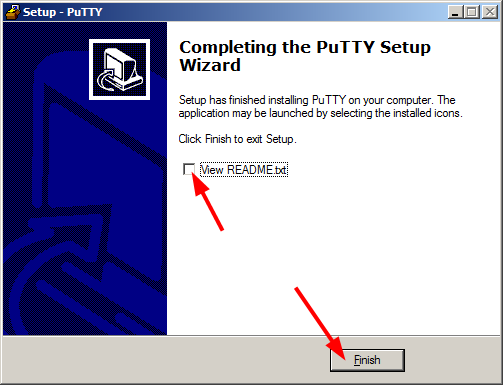 Setup - PuTTY
Completing the PuTTY Setup
Wizard
Setup has finished installing PuTTY on your computer. The
application may be launched by selecting the installed icons.
Click Finish to exit Setup.
View README.txt
Finish